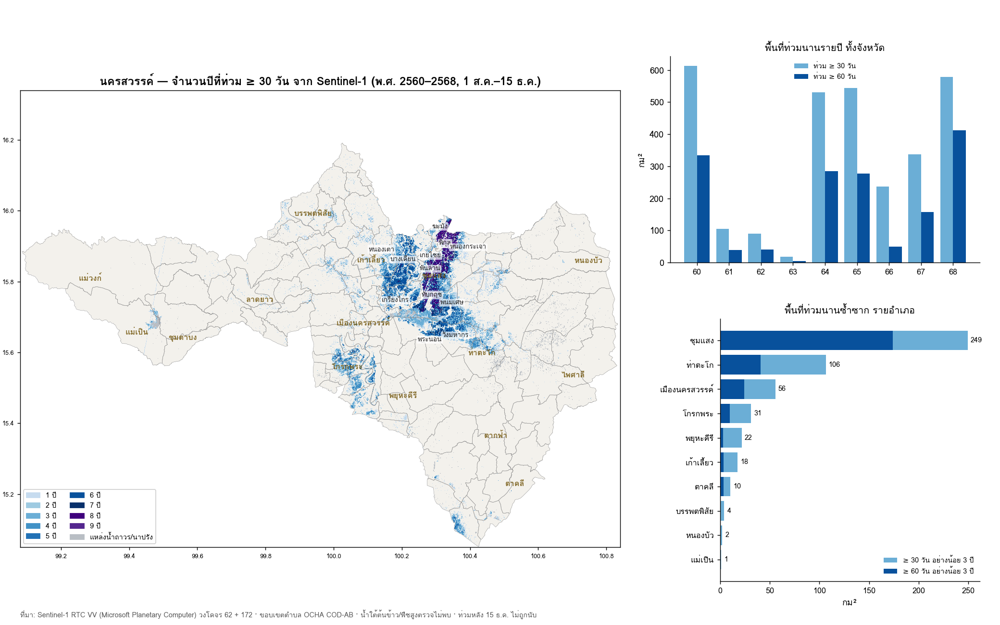 นครสวรรค์ — จำนวนปีที่ท่วม ≥ 30 วัน จาก Sentinel-1 (พ.ศ. 2560–2568, 1 ส.ค.–15 ธ.ค.)
16.2
16.0
15.8
15.6
15.4
15.2
99.2
99.4
99.6
99.8
100.0
100.2
100.4
100.6
100.8
บรรพตพิสัย
ฆะมัง
พิกุล
หนองกระเจา
หนองเตา
เกยไชย
เก้าเลี้ยว
บางเคียน
หนองบัว
พันลาน
แม่วงก์
ทับกฤช
ลาดยาว
เกรียงไกร
พนมเศษ
เมืองนครสวรรค์
แม่เปิน
ชุมตาบง
วังมหากร
พระนอน
ท่าตะโก
โกรกพระ
ไพศาลี
พยุหะคีรี
ตากฟ้า
ตาคลี
1 ปี
2 ปี
3 ปี
4 ปี
5 ปี
6 ปี
7 ปี
8 ปี
9 ปี
แหล่งน้ำถาวร/นาปรัง
พื้นที่ท่วมนานรายปี ทั้งจังหวัด
ท่วม ≥ 30 วัน
ท่วม ≥ 60 วัน
กม²
600
500
400
300
200
100
0
60
61
62
63
64
65
66
67
68
พื้นที่ท่วมนานซ้ำซาก รายอำเภอ
ชุมแสง 249
ท่าตะโก 106
เมืองนครสวรรค์ 56
โกรกพระ 31
พยุหะคีรี 22
เก้าเลี้ยว 18
ตาคลี 10
บรรพตพิสัย 4
หนองบัว 2
แม่เปิน 1
≥ 30 วัน อย่างน้อย 3 ปี
≥ 60 วัน อย่างน้อย 3 ปี
0
50
100
150
200
250
กม²
ที่มา: Sentinel-1 RTC VV (Microsoft Planetary Computer) วงโคจร 62 + 172 · ขอบเขตตำบล OCHA COD-AB · น้ำใต้ต้นข้าว/พืชสูงตรวจไม่พบ · ท่วมหลัง 15 ธ.ค. ไม่ถูกนับ